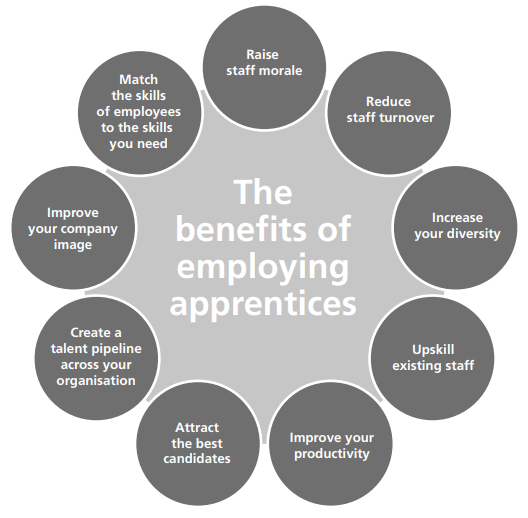 The
benefits of
employing
apprentices
Raise
staff morale
Reduce
staff turnover
Increase
your diversity
Upskill
existing staff
Improve your
productivity
Attract
the best
candidates
Create a
talent pipeline
across your
organisation
Improve
your company
image
Match
the skills
of employees
to the skills
you need